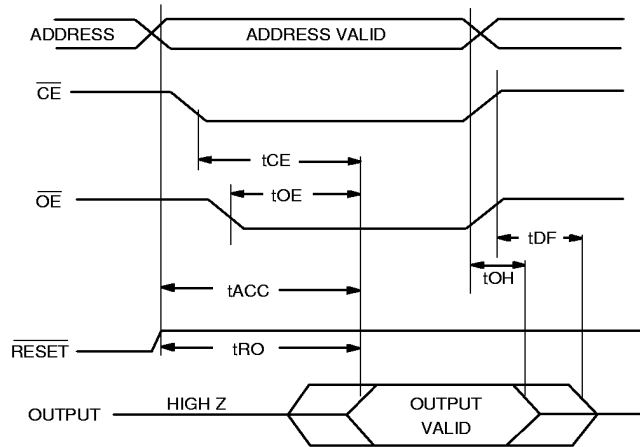 ADDRESS
ADDRESS VALID
CE
tCE
tOE
OE
tDF
tOH
tACC
RESET
tRO
HIGH Z
OUTPUT
OUTPUT
VALID